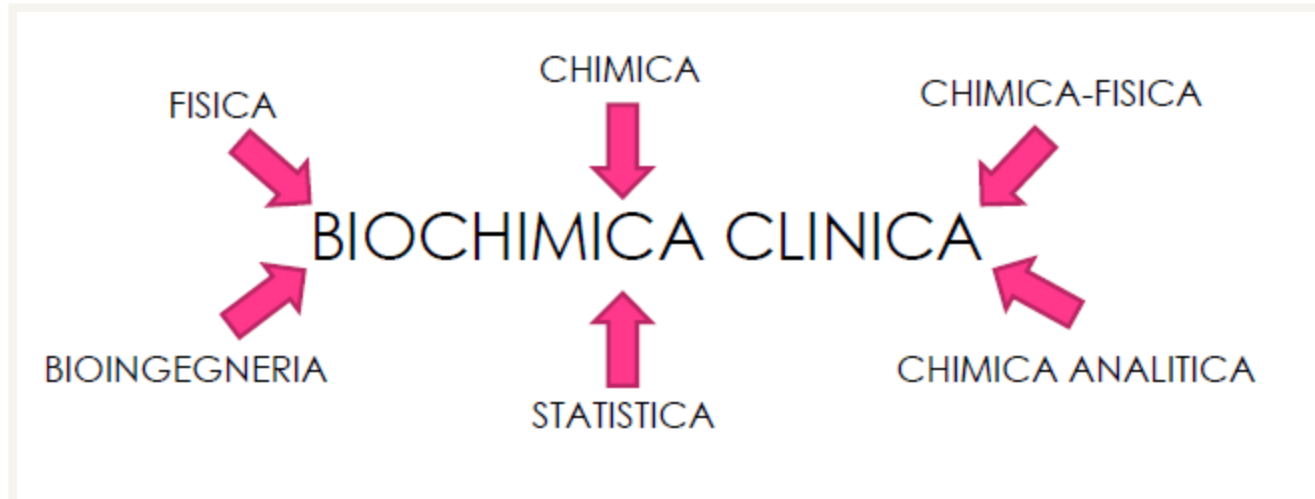 FISICA
CHIMICA
CHIMICA-FISICA
BIOCHIMICA CLINICA
BIOINGEGNERIA
STATISTICA
CHIMICA ANALITICA